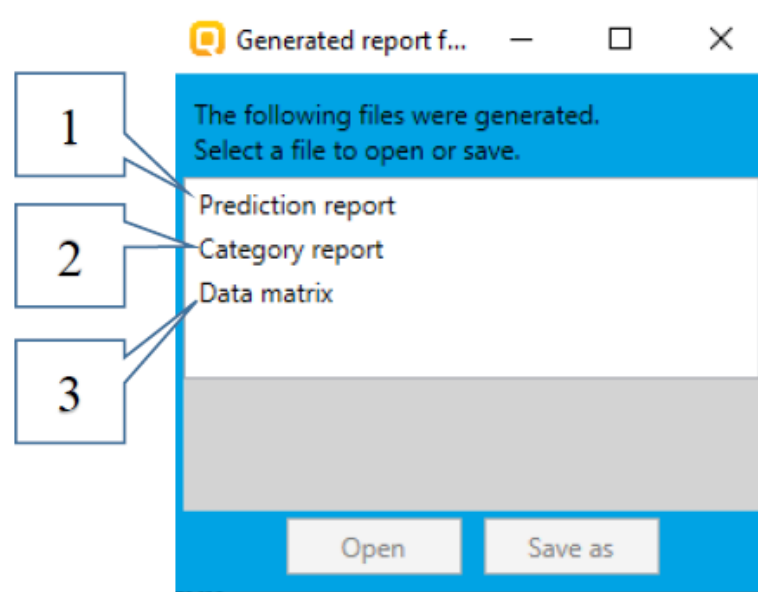 Generated report f...
The following files were generated.
Select a file to open or save.
1
Prediction report
2
Category report
Data matrix
3
Open
Save as